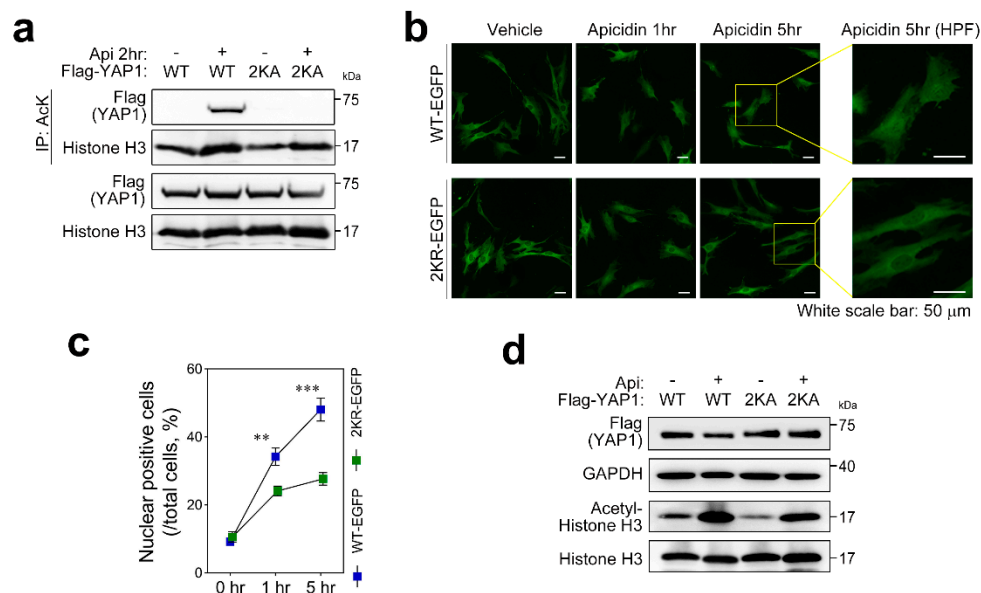 a
Api 2hr: - + - +
Flag-YAP1: WT WT 2KA 2KA kDa
IP: AcK
Flag
(YAP1)
75
Histone H3
17
Flag
(YAP1)
75
Histone H3
17
b
Vehicle Apicidin 1hr Apicidin 5hr Apicidin 5hr (HPF)
WT-EGFP
2KR-EGFP
White scale bar: 50 μm
c
Nuclear positive cells
(/total cells, %)
60
40
20
0
** ***
0 hr 1 hr 5 hr
2KR-EGFP
WT-EGFP
d
Api: - + - +
Flag-YAP1: WT WT 2KA 2KA kDa
Flag
(YAP1)
75
GAPDH
40
Acetyl-
Histone H3
17
Histone H3
17